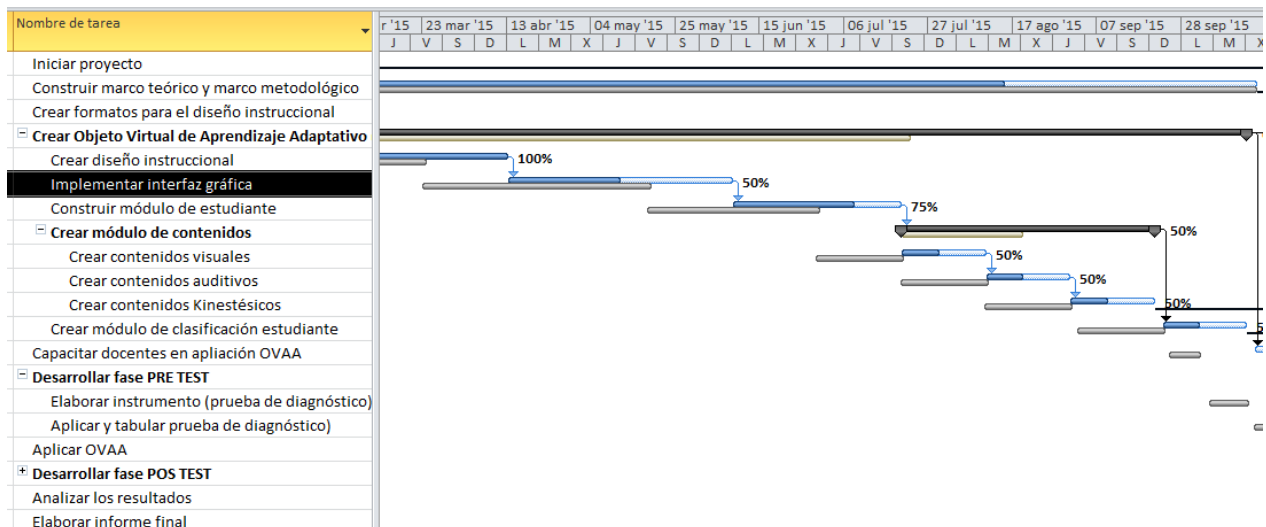 Nombre de tarea
r '15 23 mar '15 13 abr '15 04 may '15 25 may '15 15 jun '15 06 jul '15 27 jul '15 17 ago '15 07 sep '15 28 sep '15
J V S D L M X J V S D L M X J V S D L M X J V S D L M X
Iniciar proyecto
Construir marco teórico y marco metodológico
Crear formatos para el diseño instruccional
Crear Objeto Virtual de Aprendizaje Adaptativo
Crear diseño instruccional 100%
Implementar interfaz gráfica 50%
Construir módulo de estudiante 75%
Crear módulo de contenidos 50%
Crear contenidos visuales 50%
Crear contenidos auditivos 50%
Crear contenidos Kinestésicos 50%
Crear módulo de clasificación estudiante
Capacitar docentes en apliación OVAA
Desarrollar fase PRE TEST
Elaborar instrumento (prueba de diagnóstico)
Aplicar y tabular prueba de diagnóstico)
Aplicar OVAA
Desarrollar fase POS TEST
Analizar los resultados
Elaborar informe final